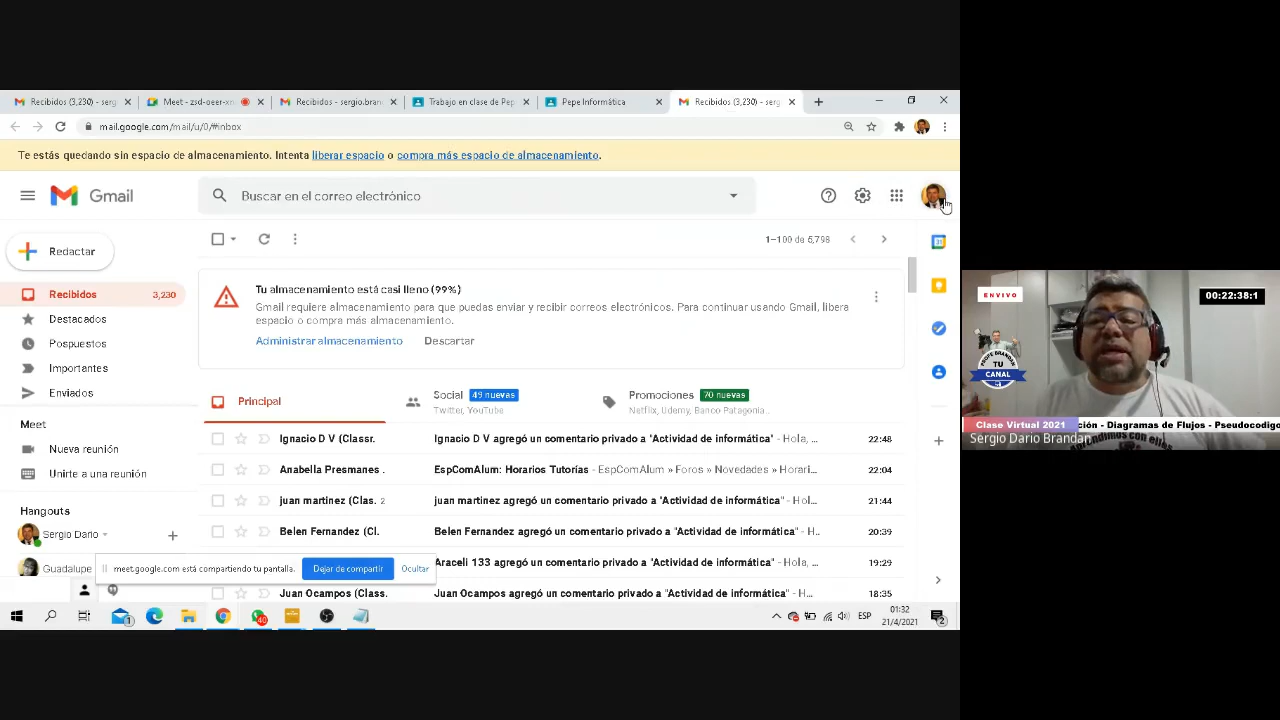 Recibidos (3,230) - serg
Meet - zsd-oeer-xn
Recibidos - sergio.bran
Trabajo en clase de Pep
Pepe Informática
Recibidos (3,230) - serg
mail.google.com/mail/u/0/#inbox
Te estás quedando sin espacio de almacenamiento. Intenta liberar espacio o compra más espacio de almacenamiento.
Gmail
Buscar en el correo electrónico
Redactar
1–100 de 5,798
Recibidos 3,230
Destacados
Pospuestos
Importantes
Enviados
Meet
Nueva reunión
Unirte a una reunión
Hangouts
Sergio Dario
Guadalupe
Tu almacenamiento está casi lleno (99%)
Gmail requiere almacenamiento para que puedas enviar y recibir correos electrónicos. Para continuar usando Gmail, libera
espacio o compra más almacenamiento.
Administrar almacenamiento Descartar
Principal
Social 49 nuevas
Twitter, YouTube
Promociones 70 nuevas
Netflix, Udemy, Banco Patagonia...
Ignacio D V (Classr. Ignacio D V agregó un comentario privado a "Actividad de informática" - Hola, ... 22:48
Anabella Presmanes . EspComAlum: Horarios Tutorías - EspComAlum » Foros » Novedades » Horari... 22:04
juan martinez (Clas. 2 juan martinez agregó un comentario privado a "Actividad de informática" - Hol... 21:44
Belen Fernandez (Cl. Belen Fernandez agregó un comentario privado a "Actividad de informática" - ... 20:39
Araceli 133 agregó un comentario privado a "Actividad de informática" - Hola, ... 19:29
Juan Ocampos (Class. Juan Ocampos agregó un comentario privado a "Actividad de informática" - H... 18:35
meet.google.com está compartiendo tu pantalla. Dejar de compartir Ocultar
40
ESP
01:32
21/4/2021
ENVIVO
00:22:38:1
PROFE BRANDAN
TU
CANAL
Clase Virtual 2021
ción - Diagramas de Flujos - Pseudocodigo
Sergio Dario Brandan
Aprendimos con ellos